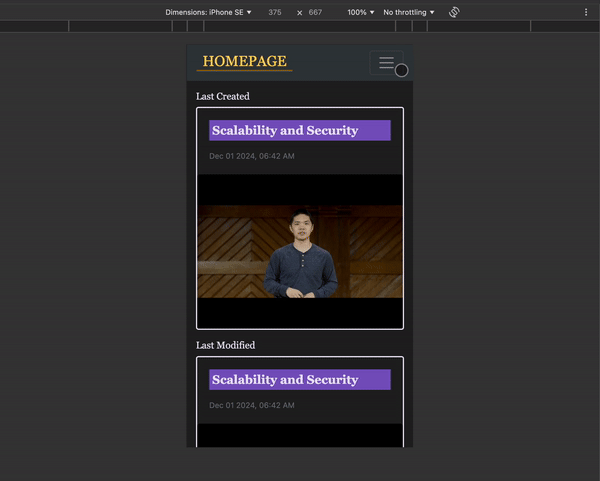 Dimensions: iPhone SE ▼ 375 × 667 100% ▼ No throttling ▼
HOMEPAGE
Last Created
Scalability and Security
Dec 01 2024, 06:42 AM
Last Modified
Scalability and Security
Dec 01 2024, 06:42 AM